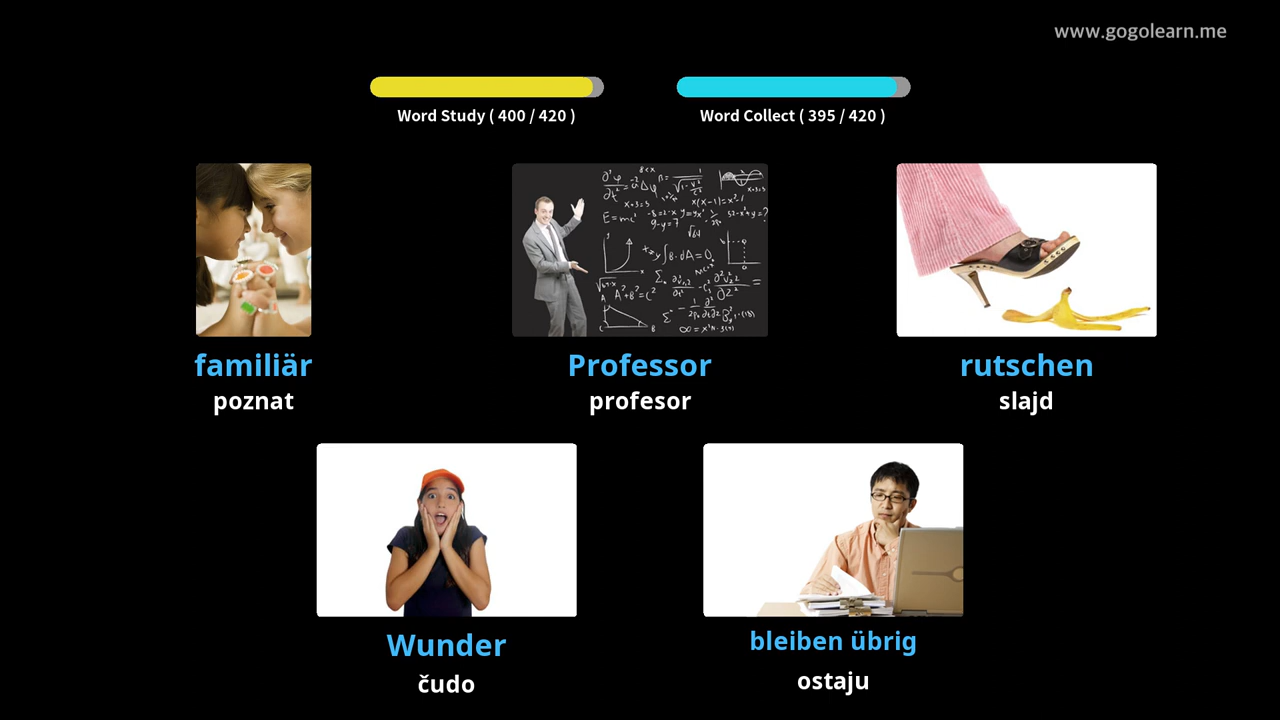 www.gogolearn.me
Word Study ( 400 / 420 )
Word Collect ( 395 / 420 )
familiär
Professor
rutschen
poznat
profesor
slajd
Wunder
bleiben übrig
čudo
ostaju